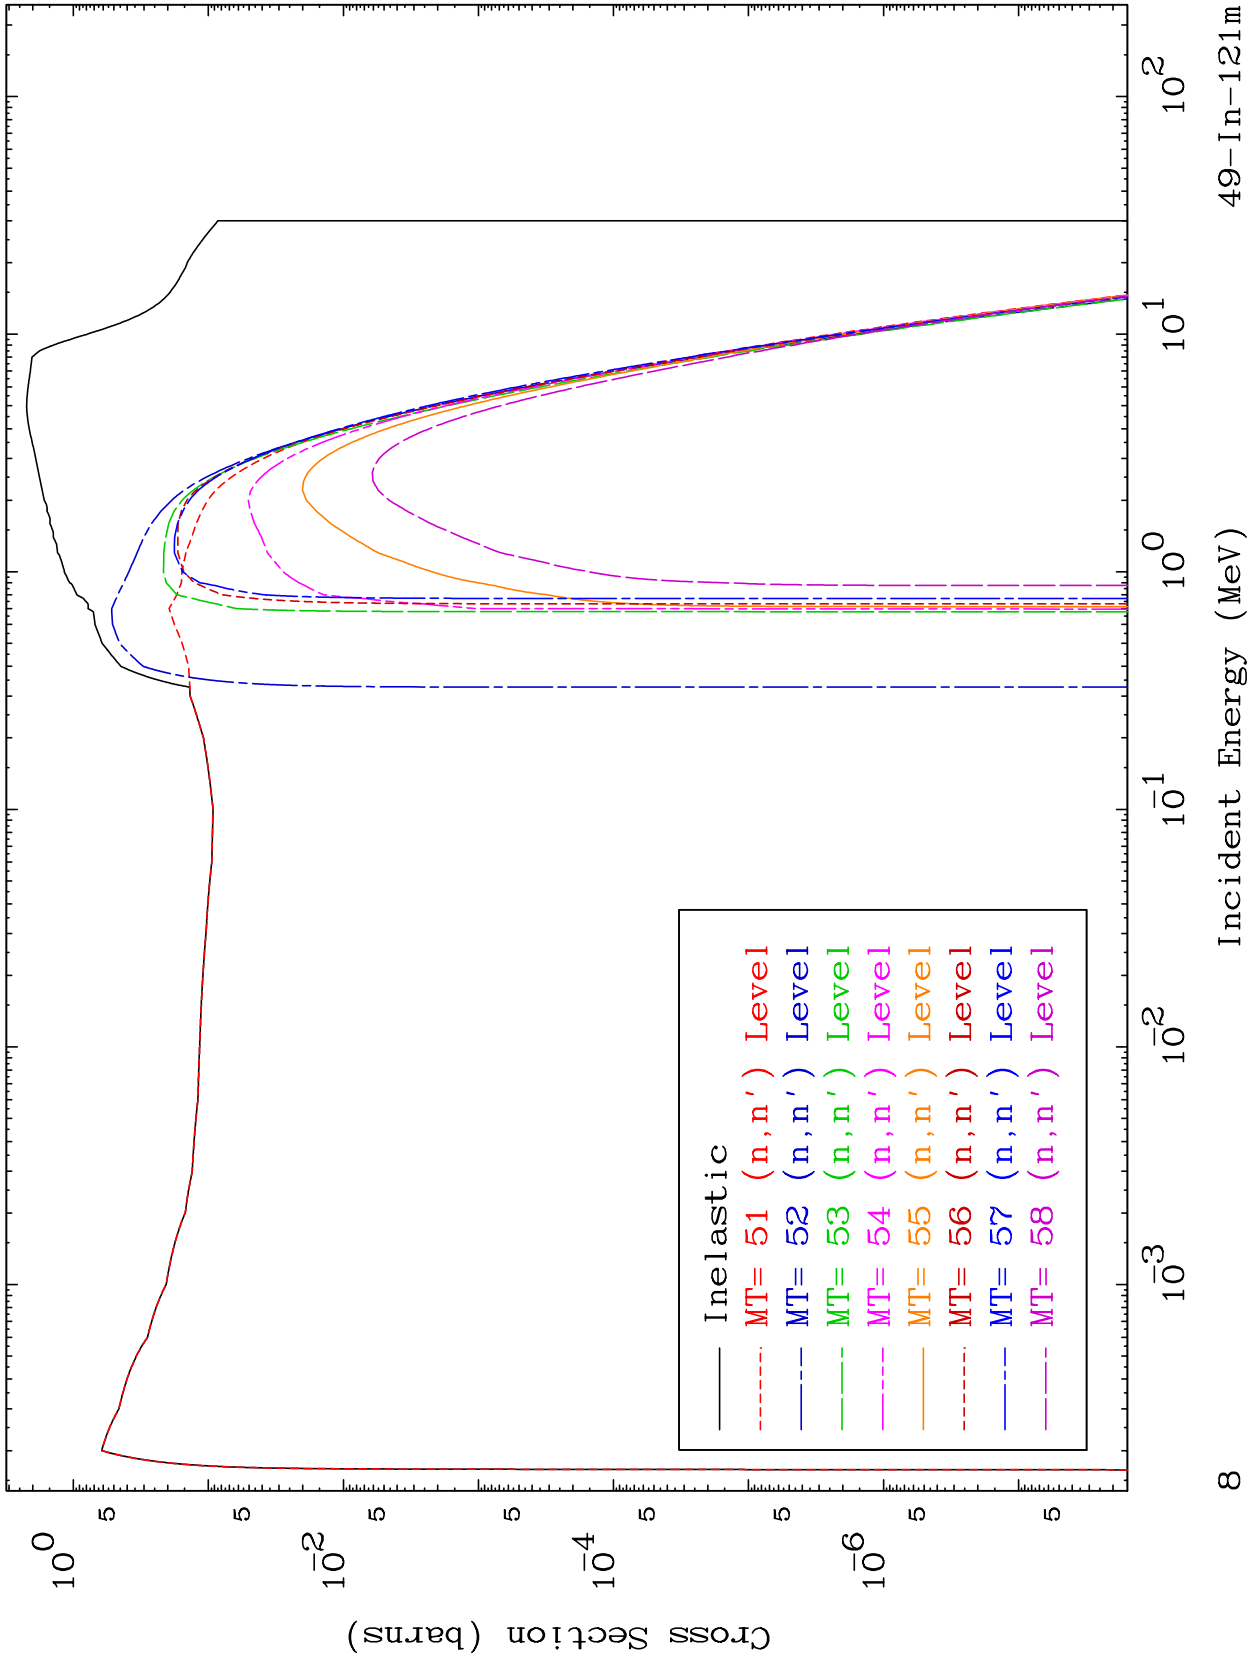 Cross Section (barns)
10^0
5
5
10^-2
5
5
10^-4
5
5
10^-6
5
5
Inelastic
MT= 51 (n,n') Level
MT= 52 (n,n') Level
MT= 53 (n,n') Level
MT= 54 (n,n') Level
MT= 55 (n,n') Level
MT= 56 (n,n') Level
MT= 57 (n,n') Level
MT= 58 (n,n') Level
10^-3
10^-2
10^-1
10^0
10^1
10^2
Incident Energy (MeV)
8
49-In-121m